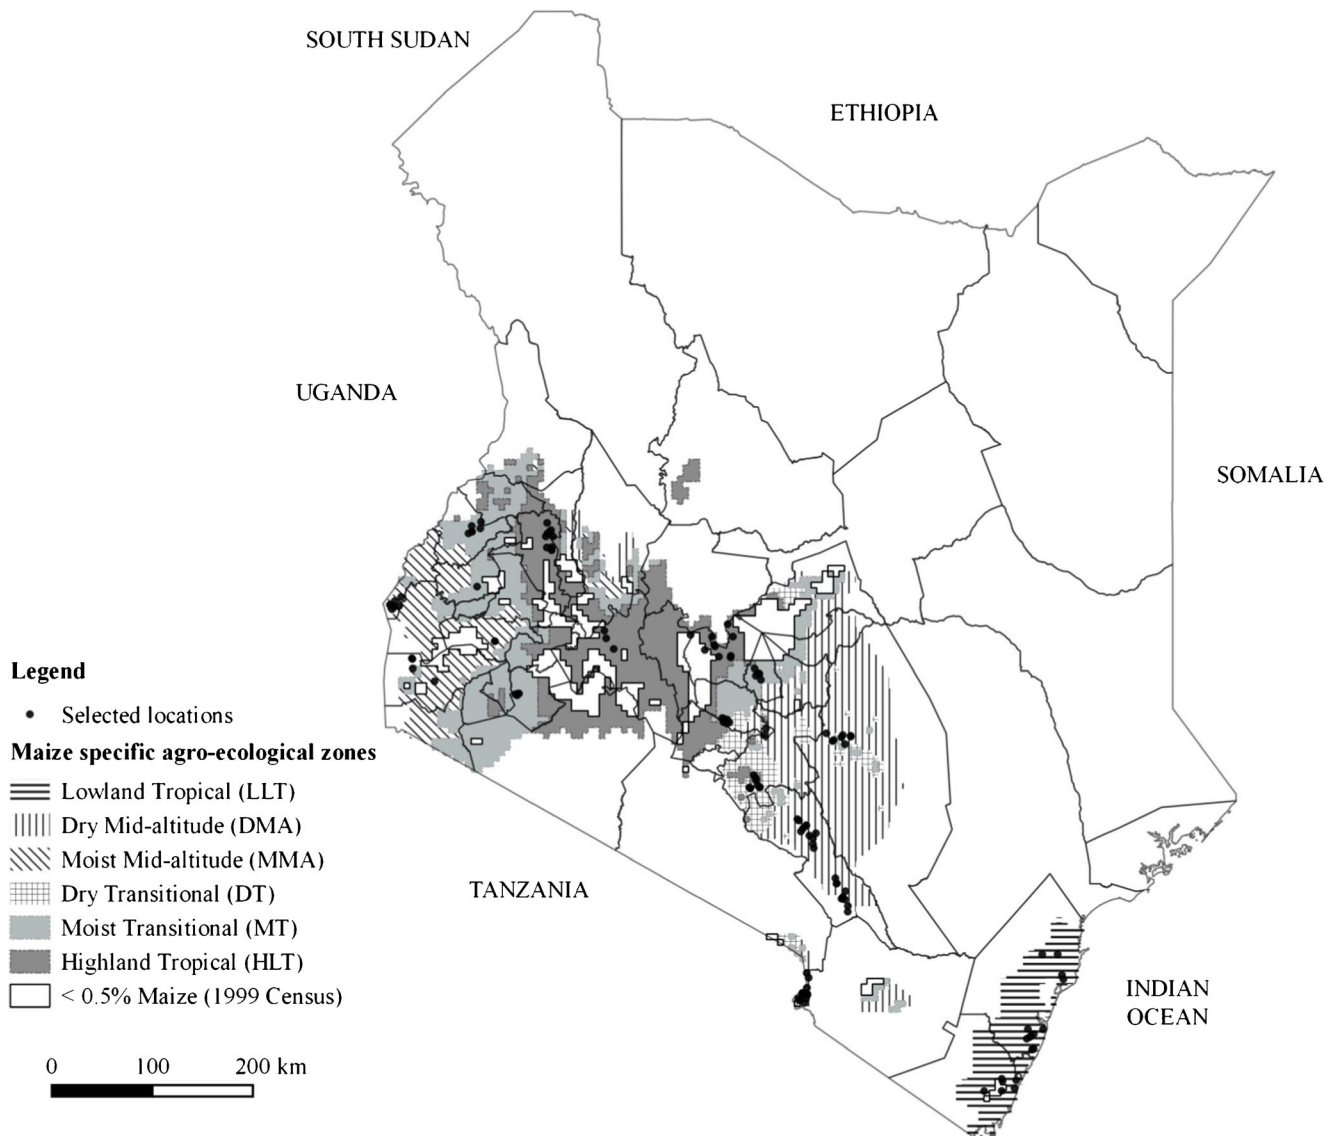 SOUTH SUDAN
ETHIOPIA
UGANDA
SOMALIA
TANZANIA
INDIAN
OCEAN
Legend
Selected locations
Maize specific agro-ecological zones
Lowland Tropical (LLT)
Dry Mid-altitude (DMA)
Moist Mid-altitude (MMA)
Dry Transitional (DT)
Moist Transitional (MT)
Highland Tropical (HLT)
< 0.5% Maize (1999 Census)
0 100 200 km